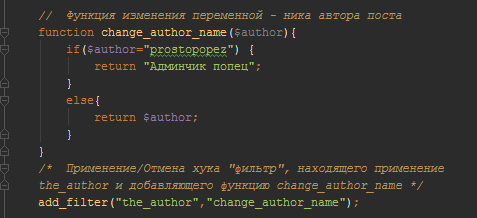 // Функция изменения переменной - ника автора поста
function change_author_name($author){
if($author="prostopopez") {
return "Админчик попец";
}
else{
return $author;
}
}
/* Применение/Отмена хука "фильтр", находящего применение
the_author и добавляющего функцию change_author_name */
add_filter("the_author","change_author_name");